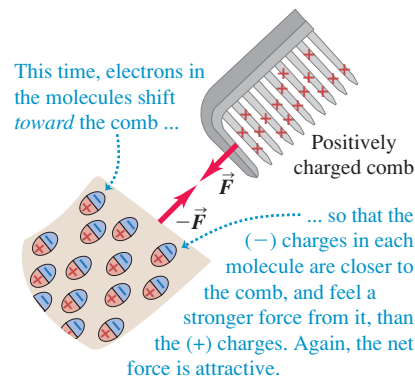 This time, electrons in
the molecules shift
toward the comb ...
Positively
charged comb
F⃗
−F⃗
... so that the
(−) charges in each
molecule are closer to
the comb, and feel a
stronger force from it, than
the (+) charges. Again, the net
force is attractive.